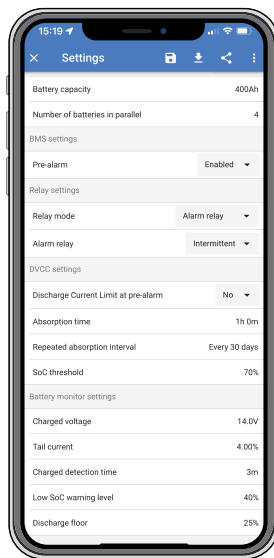 15:19
Settings
Battery capacity 400Ah
Number of batteries in parallel 4
BMS settings
Pre-alarm Enabled
Relay settings
Relay mode Alarm relay
Alarm relay Intermittent
DVCC settings
Discharge Current Limit at pre-alarm No
Absorption time 1h 0m
Repeated absorption interval Every 30 days
SoC threshold 70%
Battery monitor settings
Charged voltage 14.0V
Tail current 4.00%
Charged detection time 3m
Low SoC warning level 40%
Discharge floor 25%